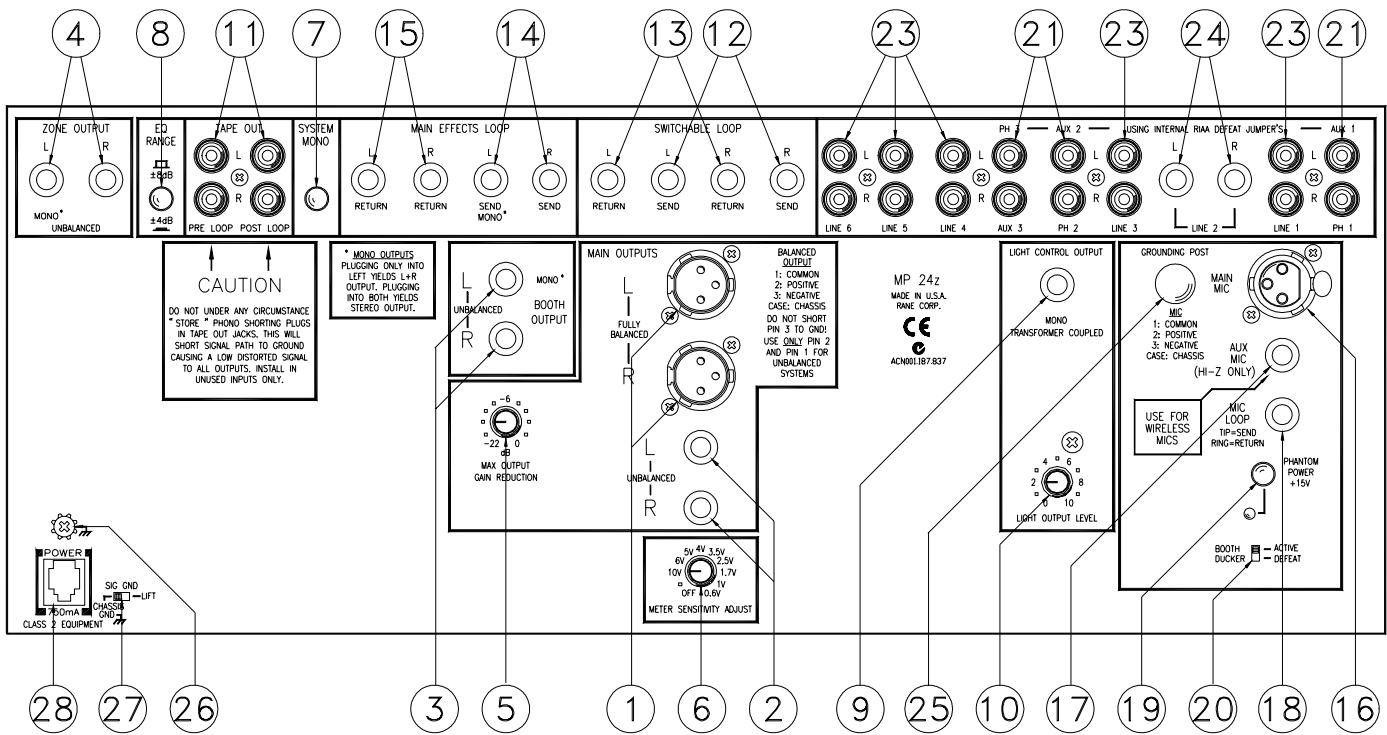 4 8 11 7 15 14 13 12 23 21 23 24 23 21
ZONE OUTPUT
L R
MONO*
UNBALANCED
EQ
RANGE
±8dB
±4dB
TAPE OUT
L
R
PRE LOOP POST LOOP
SYSTEM
MONO
MAIN EFFECTS LOOP
L R L R
RETURN RETURN SEND SEND
MONO*
SWITCHABLE LOOP
L L R R
RETURN SEND RETURN SEND
PH 3 AUX 2 USING INTERNAL RIAA DEFEAT JUMPER'S AUX 1
L L L R L
R R R
LINE 6 LINE 5 LINE 4 AUX 3 PH 2 LINE 3 LINE 2 LINE 1 PH 1
CAUTION
DO NOT UNDER ANY CIRCUMSTANCE
"STORE" PHONO SHORTING PLUGS
IN TAPE OUT JACKS, THIS WILL
SHORT SIGNAL PATH TO GROUND
CAUSING A LOW DISTORTED SIGNAL
TO ALL OUTPUTS. INSTALL IN
UNUSED INPUTS ONLY.
* MONO OUTPUTS
PLUGGING ONLY INTO
LEFT YIELDS L+R
OUTPUT. PLUGGING
INTO BOTH YIELDS
STEREO OUTPUT.
L
UNBALANCED
R
MONO*
BOOTH
OUTPUT
MAIN OUTPUTS
L
FULLY
BALANCED
R
BALANCED
OUTPUT
1: COMMON
2: POSITIVE
3: NEGATIVE
CASE: CHASSIS
DO NOT SHORT
PIN 3 TO GND!
USE ONLY PIN 2
AND PIN 1 FOR
UNBALANCED
SYSTEMS
L
UNBALANCED
R
-6
-22 0
dB
MAX OUTPUT
GAIN REDUCTION
MP 24z
MADE IN U.S.A.
RANE CORP.
CE
ACN001.187.837
LIGHT CONTROL OUTPUT
MONO
TRANSFORMER COUPLED
4 6
2 8
0 10
LIGHT OUTPUT LEVEL
GROUNDING POST
MIC
1: COMMON
2: POSITIVE
3: NEGATIVE
CASE: CHASSIS
MAIN
MIC
AUX
MIC
(HI-Z ONLY)
USE FOR
WIRELESS
MICS
MIC
LOOP
TIP=SEND
RING=RETURN
PHANTOM
POWER
+15V
BOOTH
DUCKER
ACTIVE
DEFEAT
5V 4V 3.5V
6V 2.5V
10V 1.7V
1V
OFF 0.6V
METER SENSITIVITY ADJUST
POWER
750mA
CLASS 2 EQUIPMENT
SIG GND
LIFT
CHASSIS
GND
28 27 26 3 5 1 6 2 9 25 10 17 19 20 18 16